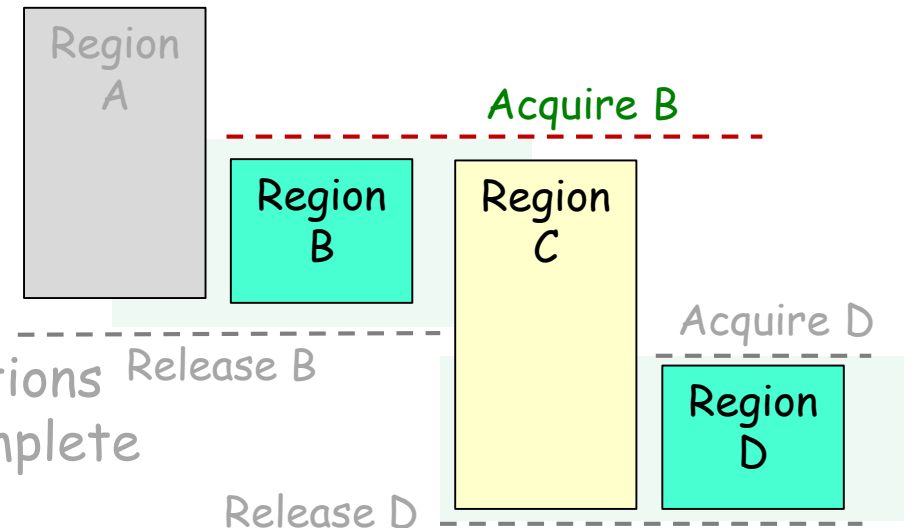 Region
A
Acquire B
Region
B
Region
C
Acquire D
Release B
Region
D
Release D